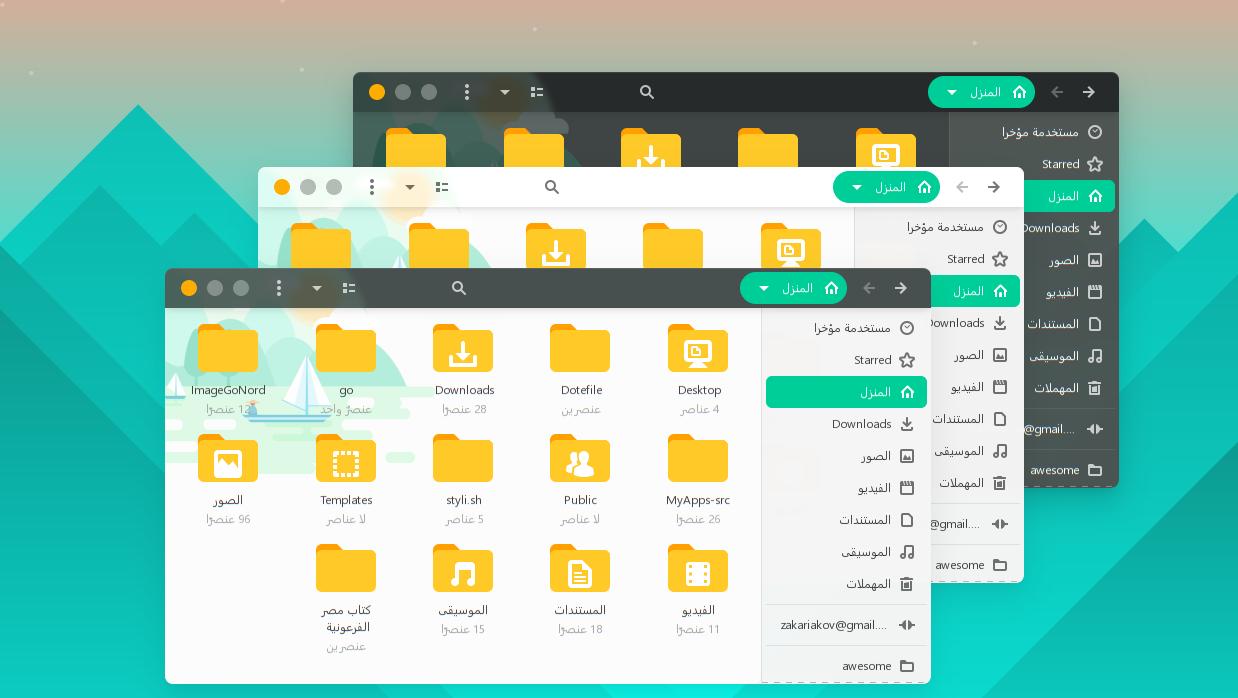 المنزل
مستخدمة مؤخرا
Starred
المنزل
Downloads
الصور
الفيديو
المستندات
الموسيقى
المهملات
@gmail....
awesome
المنزل
مستخدمة مؤخرا
Starred
المنزل
Downloads
الصور
الفيديو
المستندات
الموسيقى
المهملات
@gmail....
awesome
المنزل
مستخدمة مؤخرا
Starred
المنزل
Downloads
الصور
الفيديو
المستندات
الموسيقى
المهملات
zakariakov@gmail....
awesome
Desktop
4 عناصر
Dotefile
عنصرين
Downloads
28 عنصرًا
go
عنصرٌ واحد
ImageGoNord
12 عنصرًا
MyApps-src
26 عنصرًا
Public
لا عناصر
styli.sh
5 عناصر
Templates
لا عناصر
الصور
96 عنصرًا
الفيديو
11 عنصرًا
المستندات
18 عنصرًا
الموسيقى
15 عنصرًا
كتاب مصر
الفرعونية
عنصرين